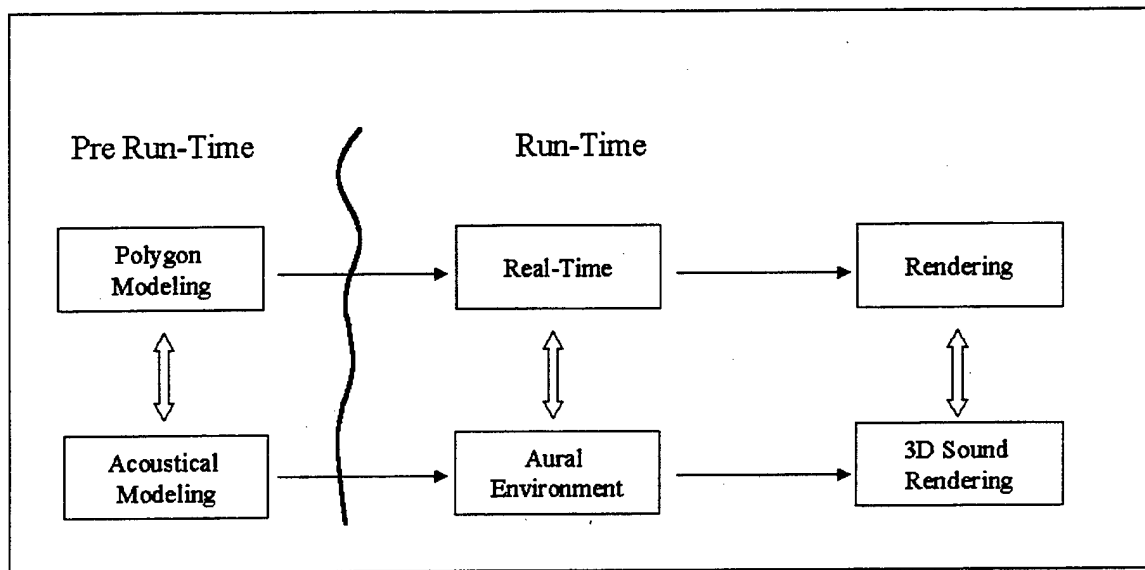 Pre Run-Time
Run-Time
Polygon
Modeling
Real-Time
Rendering
Acoustical
Modeling
Aural
Environment
3D Sound
Rendering